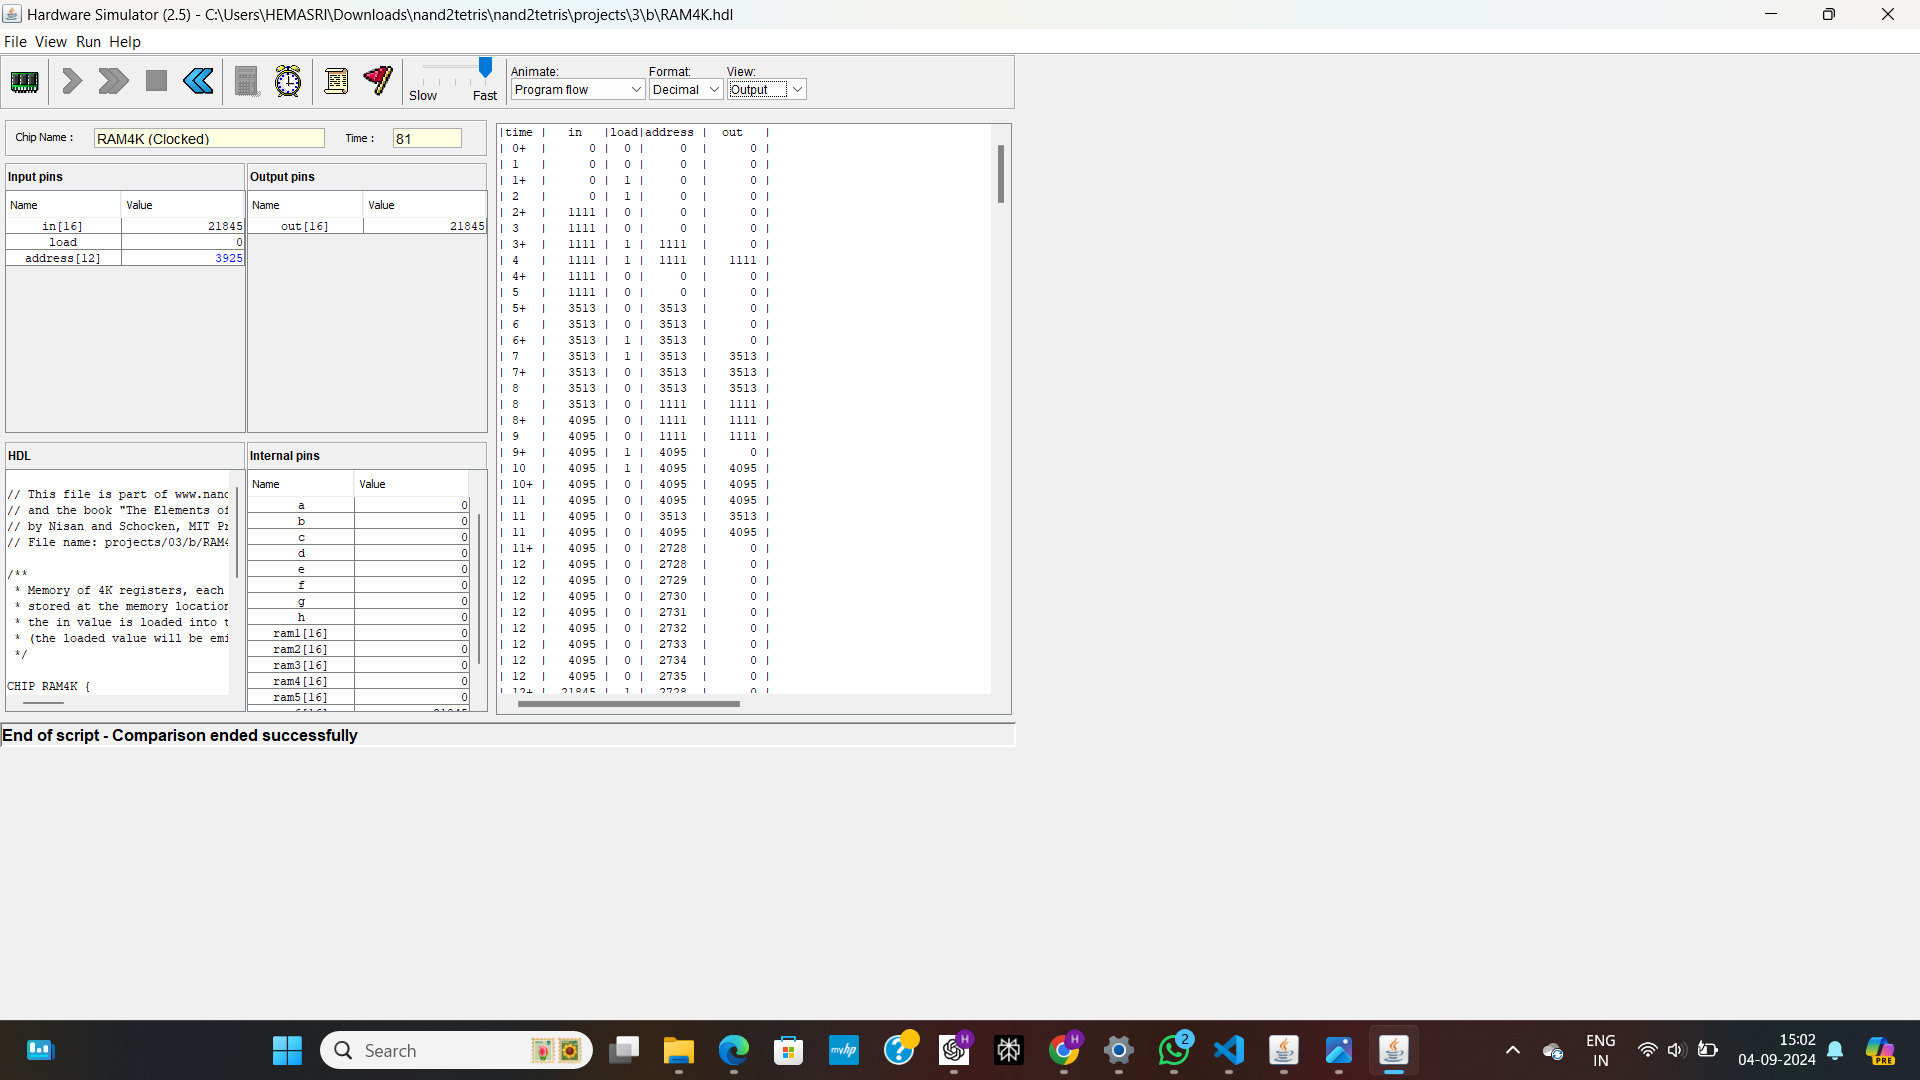 Hardware Simulator (2.5) - C:\Users\HEMASRI\Downloads\nand2tetris\nand2tetris\projects\3\b\RAM4K.hdl
File View Run Help
Slow Fast
Animate: Format: View:
Program flow Decimal Output
Chip Name : RAM4K (Clocked) Time : 81
Input pins
Name Value
in[16] 21845
load 0
address[12] 3925
Output pins
Name Value
out[16] 21845
HDL
// This file is part of www.nand
// and the book "The Elements of
// by Nisan and Schocken, MIT Pr
// File name: projects/03/b/RAM4
/**
* Memory of 4K registers, each
* stored at the memory location
* the in value is loaded into t
* (the loaded value will be emi
*/
CHIP RAM4K {
Internal pins
Name Value
a 0
b 0
c 0
d 0
e 0
f 0
g 0
h 0
ram1[16] 0
ram2[16] 0
ram3[16] 0
ram4[16] 0
ram5[16] 0
|time | in |load|address | out |
| 0+ | 0 | 0 | 0 | 0 |
| 1 | 0 | 0 | 0 | 0 |
| 1+ | 0 | 1 | 0 | 0 |
| 2 | 0 | 1 | 0 | 0 |
| 2+ | 1111 | 0 | 0 | 0 |
| 3 | 1111 | 0 | 0 | 0 |
| 3+ | 1111 | 1 | 1111 | 0 |
| 4 | 1111 | 1 | 1111 | 1111 |
| 4+ | 1111 | 0 | 0 | 0 |
| 5 | 1111 | 0 | 0 | 0 |
| 5+ | 3513 | 0 | 3513 | 0 |
| 6 | 3513 | 0 | 3513 | 0 |
| 6+ | 3513 | 1 | 3513 | 0 |
| 7 | 3513 | 1 | 3513 | 3513 |
| 7+ | 3513 | 0 | 3513 | 3513 |
| 8 | 3513 | 0 | 3513 | 3513 |
| 8 | 3513 | 0 | 1111 | 1111 |
| 8+ | 4095 | 0 | 1111 | 1111 |
| 9 | 4095 | 0 | 1111 | 1111 |
| 9+ | 4095 | 1 | 4095 | 0 |
| 10 | 4095 | 1 | 4095 | 4095 |
| 10+ | 4095 | 0 | 4095 | 4095 |
| 11 | 4095 | 0 | 4095 | 4095 |
| 11 | 4095 | 0 | 3513 | 3513 |
| 11 | 4095 | 0 | 4095 | 4095 |
| 11+ | 4095 | 0 | 2728 | 0 |
| 12 | 4095 | 0 | 2728 | 0 |
| 12 | 4095 | 0 | 2729 | 0 |
| 12 | 4095 | 0 | 2730 | 0 |
| 12 | 4095 | 0 | 2731 | 0 |
| 12 | 4095 | 0 | 2732 | 0 |
| 12 | 4095 | 0 | 2733 | 0 |
| 12 | 4095 | 0 | 2734 | 0 |
| 12 | 4095 | 0 | 2735 | 0 |
| 12+ | 21845 | 1 | 2728 | 0 |
End of script - Comparison ended successfully
Search
myhp
H
H
2
ENG
IN
15:02
04-09-2024
PRE